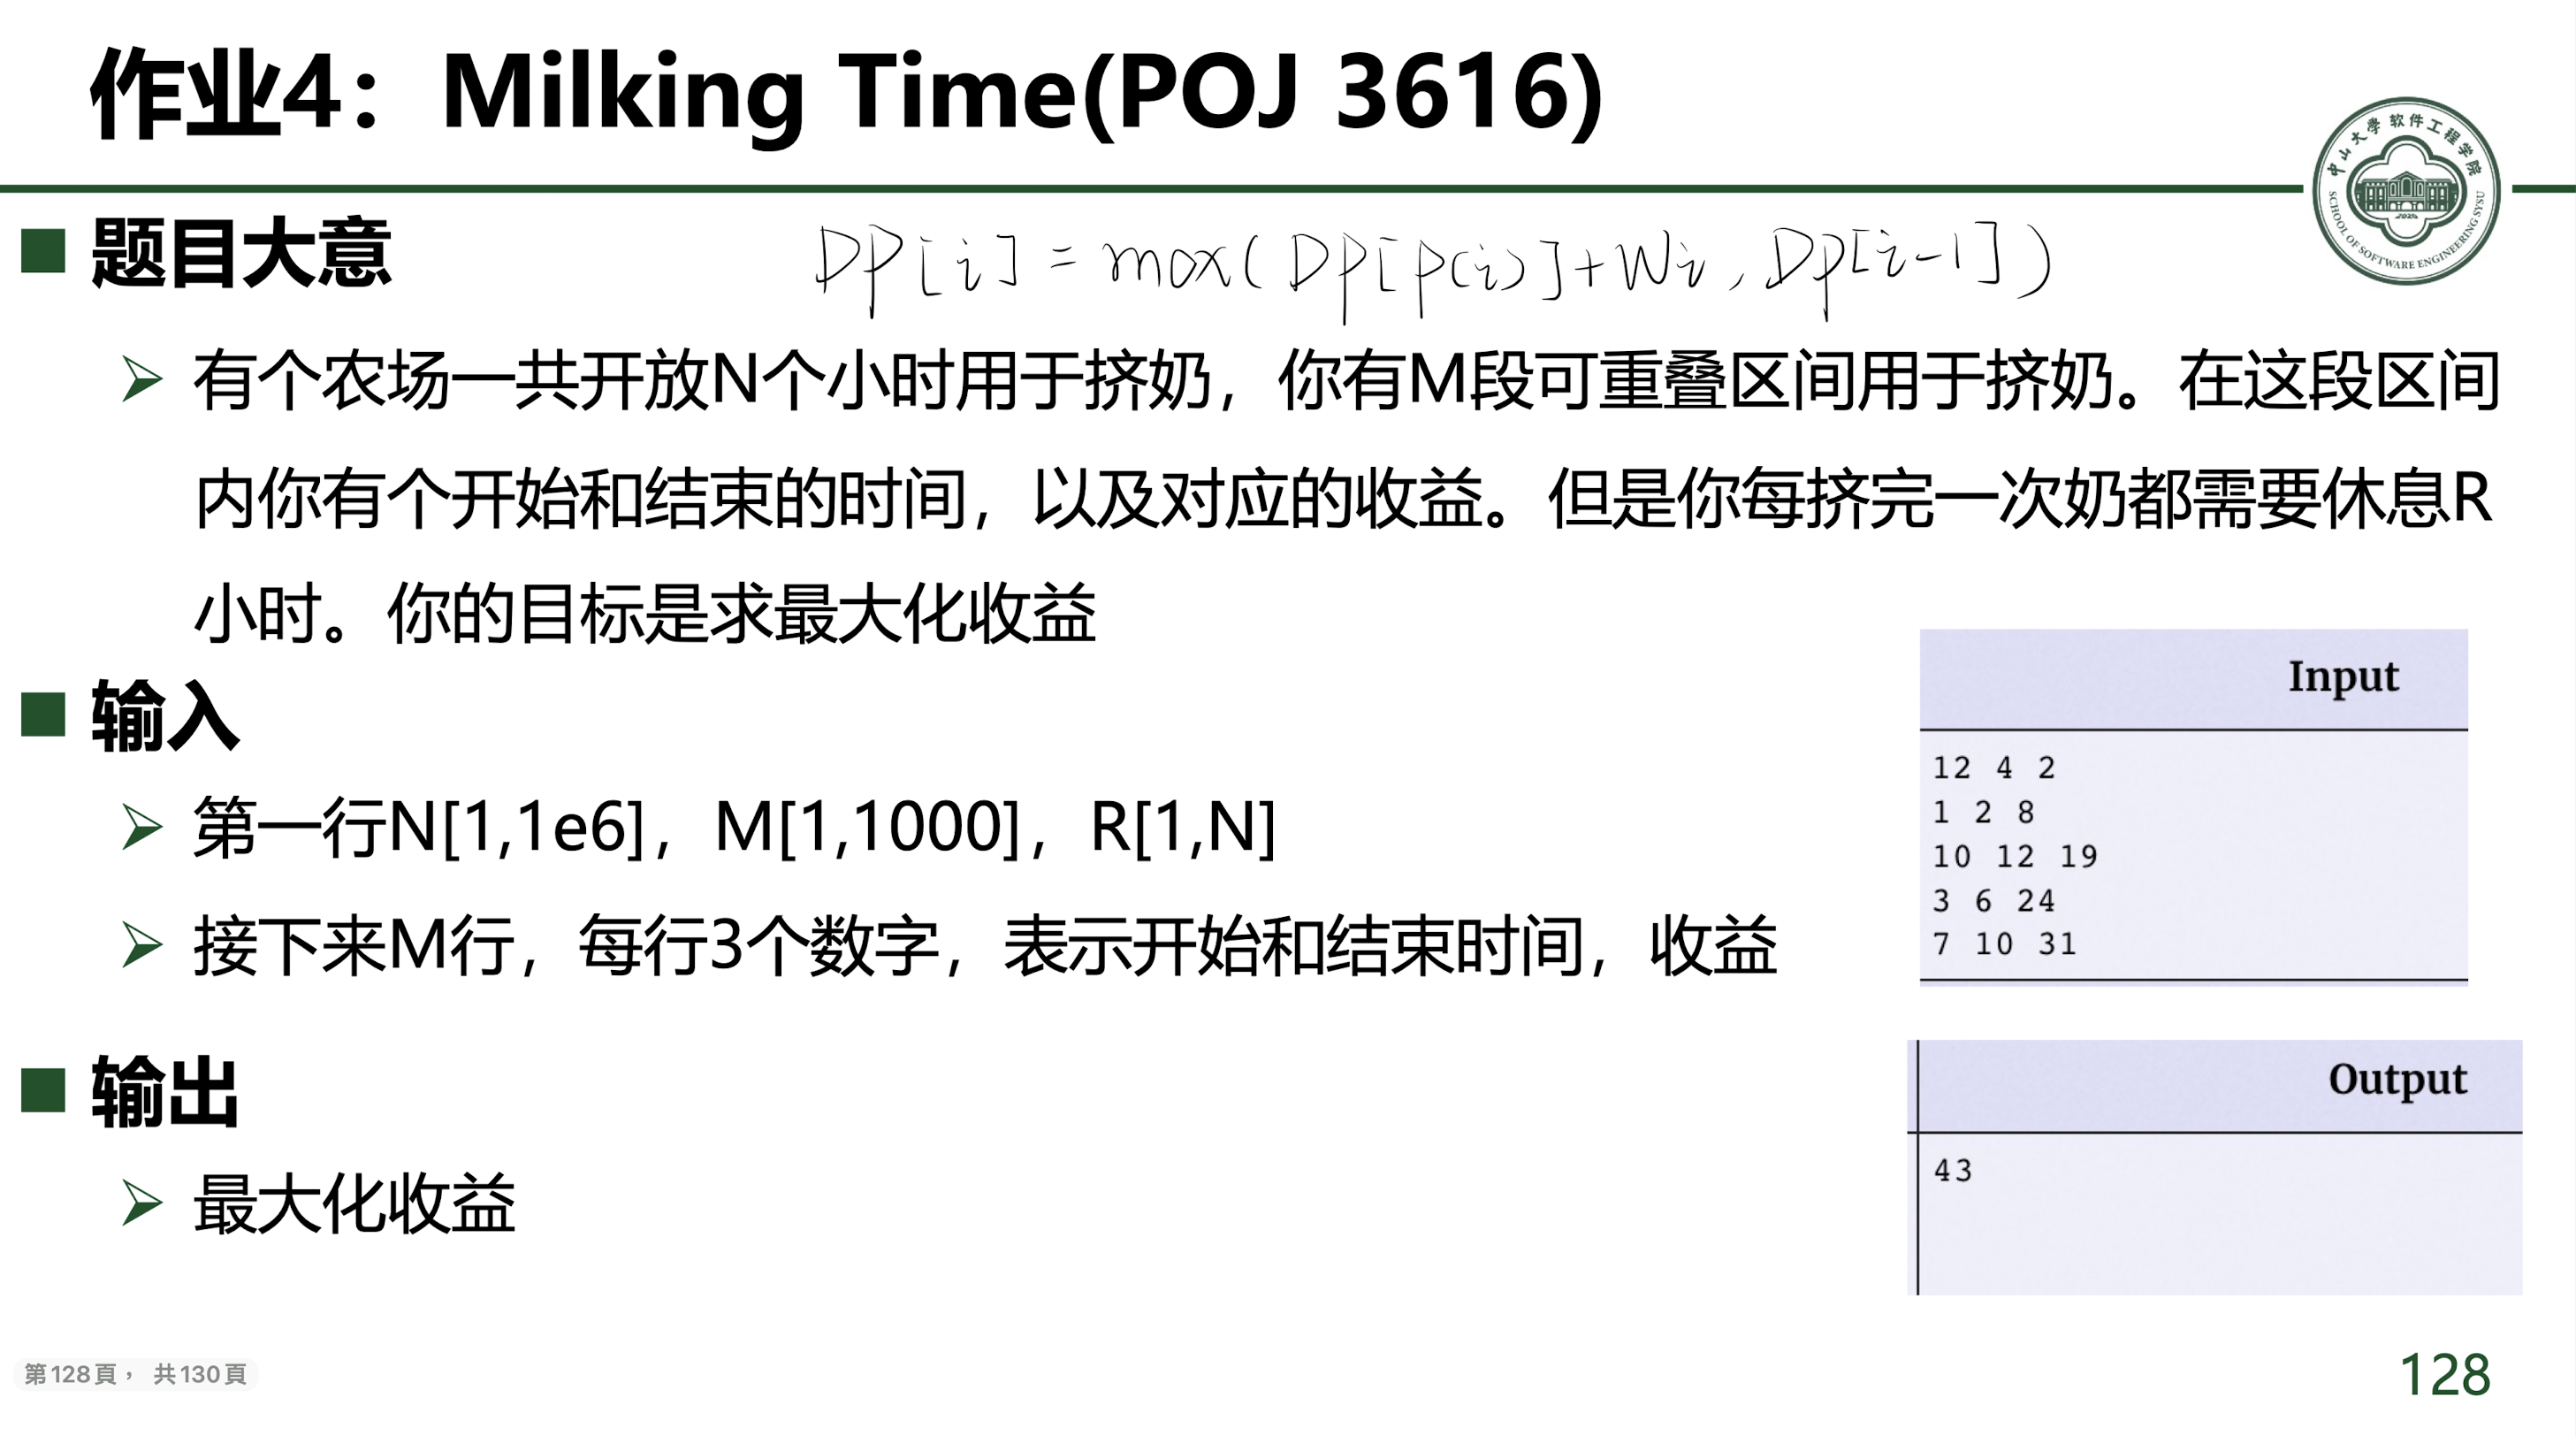 作业4：Milking Time(POJ 3616)
中山大学软件工程学院
SCHOOL OF SOFTWARE ENGINEERING SYSU
题目大意
Dp[i] = max( Dp[p(i)]+Wi , Dp[i-1] )
有个农场一共开放N个小时用于挤奶，你有M段可重叠区间用于挤奶。在这段区间
内你有个开始和结束的时间，以及对应的收益。但是你每挤完一次奶都需要休息R
小时。你的目标是求最大化收益
输入
第一行N[1,1e6]，M[1,1000]，R[1,N]
接下来M行，每行3个数字，表示开始和结束时间，收益
Input
12 4 2
1 2 8
10 12 19
3 6 24
7 10 31
输出
最大化收益
Output
43
第128頁，共130頁
128